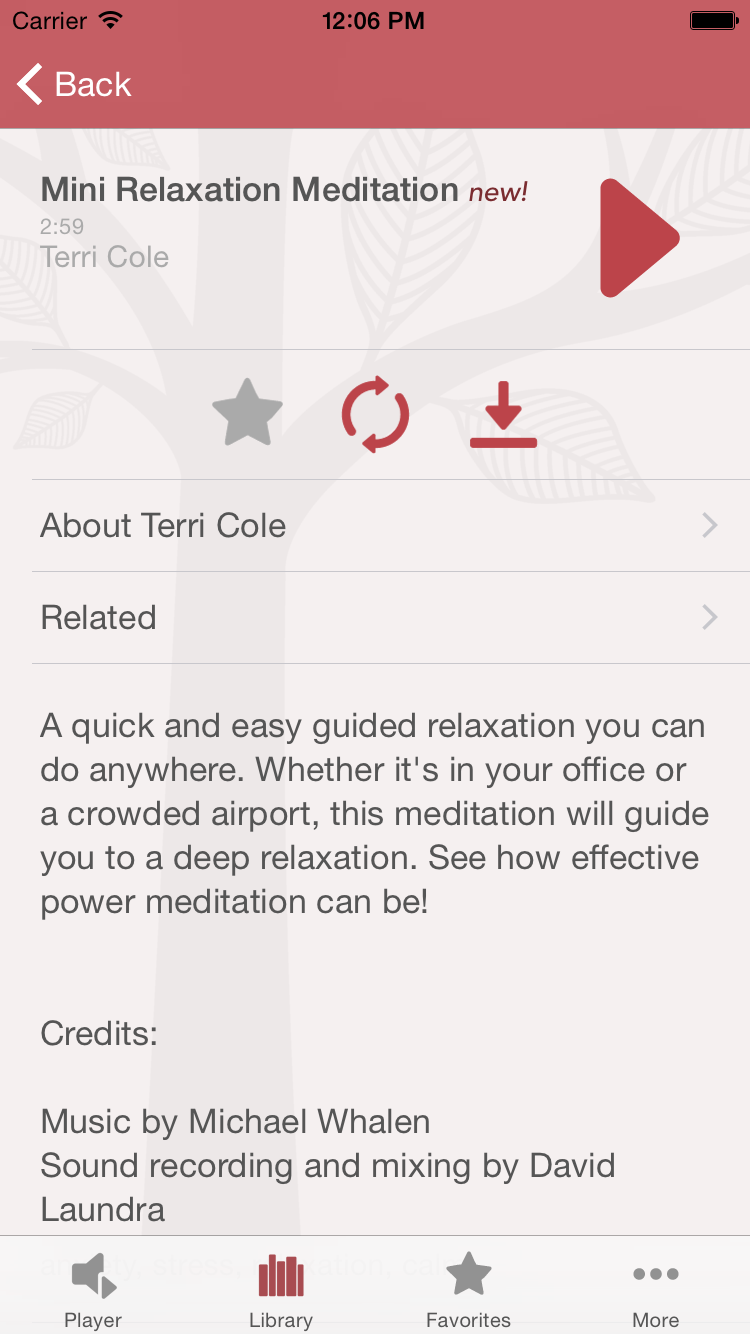 Carrier 12:06 PM
Back
Mini Relaxation Meditation new!
2:59
Terri Cole
About Terri Cole
Related
A quick and easy guided relaxation you can
do anywhere. Whether it's in your office or
a crowded airport, this meditation will guide
you to a deep relaxation. See how effective
power meditation can be!
Credits:
Music by Michael Whalen
Sound recording and mixing by David
Laundra
stress,
Player Library Favorites More